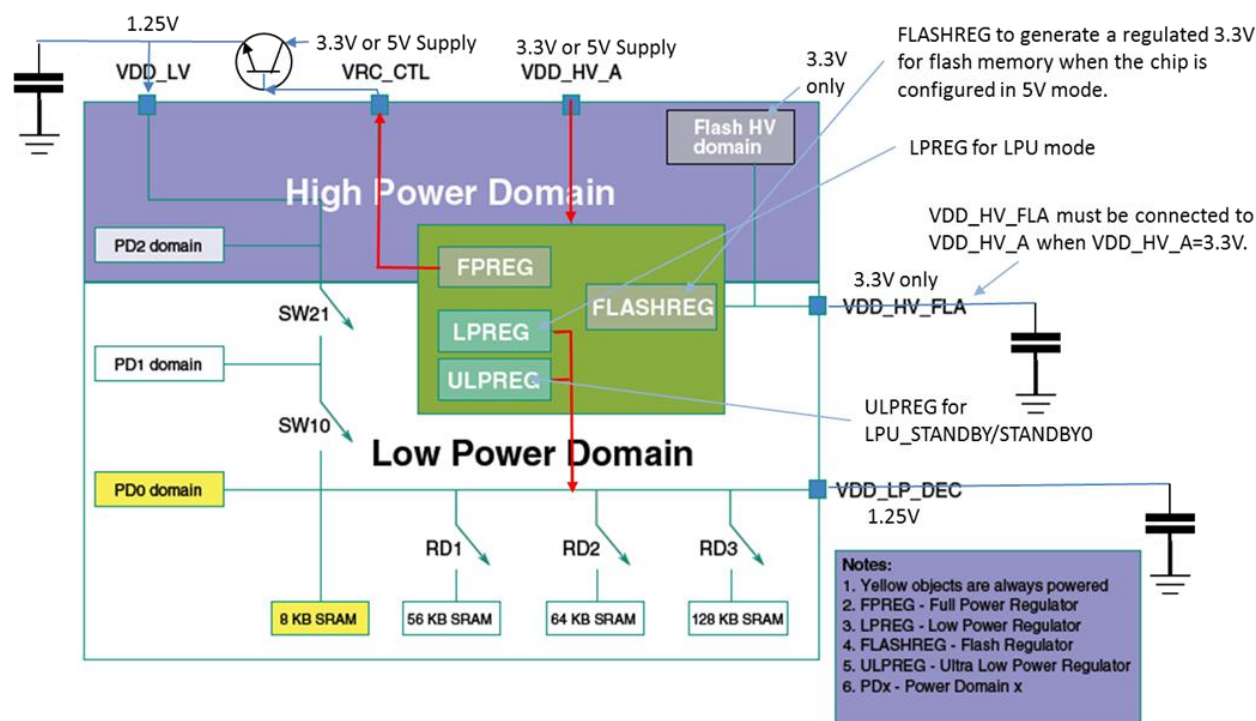 1.25V
3.3V or 5V Supply
3.3V or 5V Supply
VDD_LV
VRC_CTL
VDD_HV_A
3.3V
only
FLASHREG to generate a regulated 3.3V
for flash memory when the chip is
configured in 5V mode.
Flash HV
domain
LPREG for LPU mode
High Power Domain
VDD_HV_FLA must be connected to
VDD_HV_A when VDD_HV_A=3.3V.
PD2 domain
FPREG
3.3V only
FLASHREG
VDD_HV_FLA
SW21
LPREG
PD1 domain
ULPREG
ULPREG for
LPU_STANDBY/STANDBY0
SW10
Low Power Domain
PD0 domain
VDD_LP_DEC
1.25V
RD1
RD2
RD3
8 KB SRAM
56 KB SRAM
64 KB SRAM
128 KB SRAM
Notes:
1. Yellow objects are always powered
2. FPREG - Full Power Regulator
3. LPREG - Low Power Regulator
4. FLASHREG - Flash Regulator
5. ULPREG - Ultra Low Power Regulator
6. PDx - Power Domain x